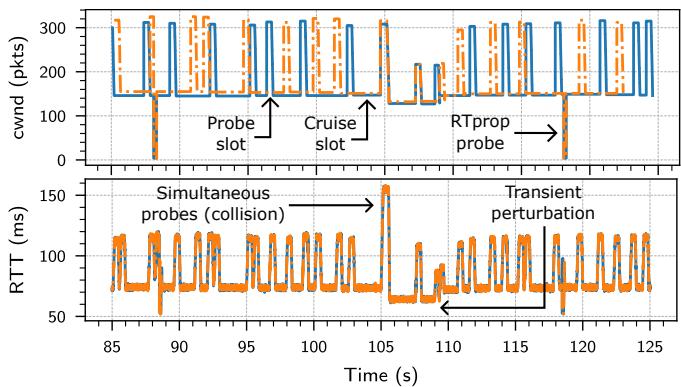 300
200
100
0
cwnd (pkts)
Probe
slot
Cruise
slot
RTprop
probe
150
100
50
RTT (ms)
Simultaneous
probes (collision)
Transient
perturbation
85 90 95 100 105 110 115 120 125
Time (s)